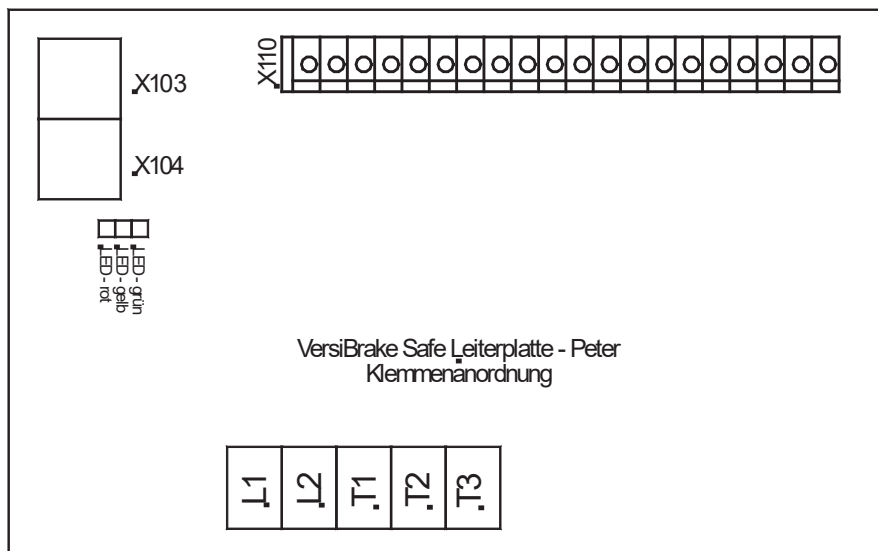 X103
X110
X104
LED - rot
LED - gelb
LED - grün
VersiBrake Safe Leiterplatte - Peter
Klemmenanordnung
L1
L2
T1
T2
T3